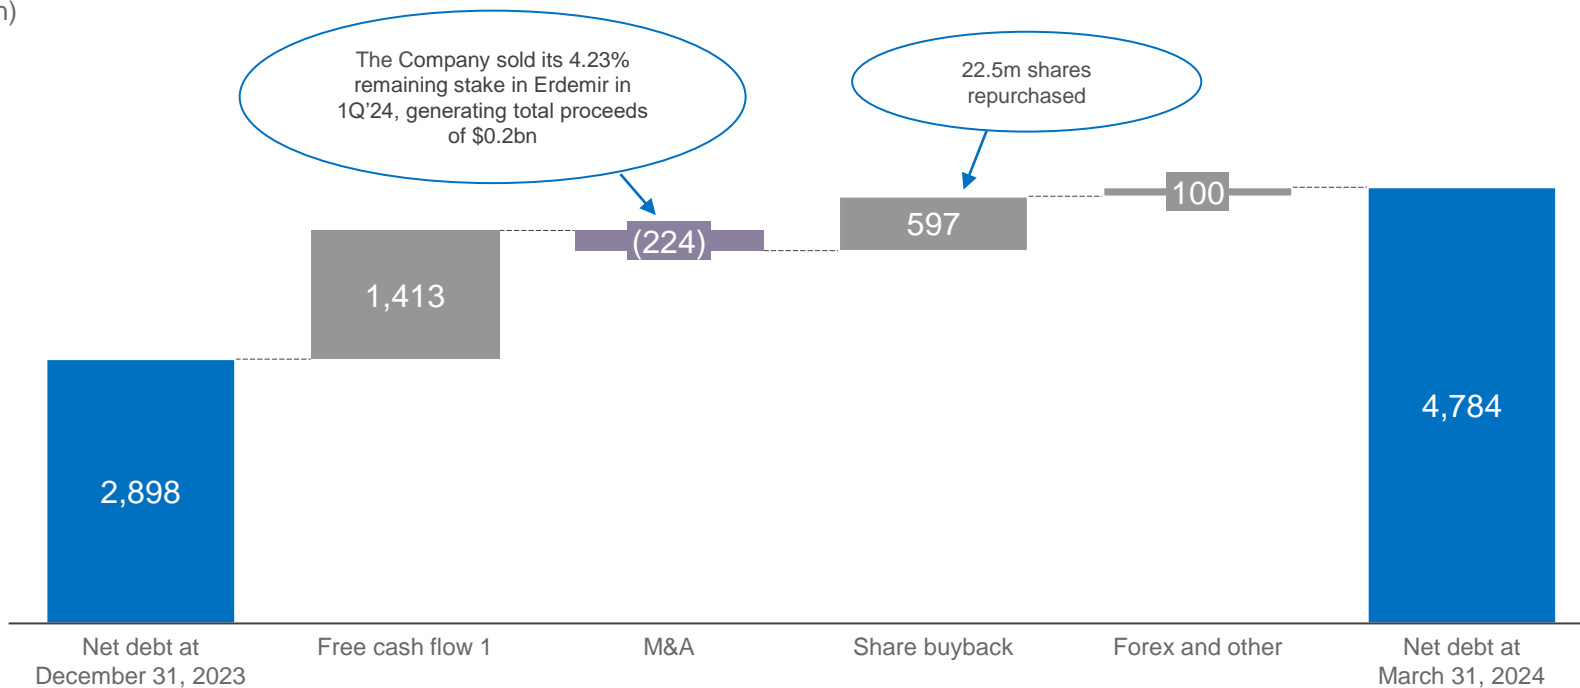 n)
The Company sold its 4.23%
remaining stake in Erdemir in
1Q’24, generating total proceeds
of $0.2bn
22.5m shares
repurchased
100
597
(224)
1,413
4,784
2,898
Net debt at
December 31, 2023
Free cash flow 1
M&A
Share buyback
Forex and other
Net debt at
March 31, 2024